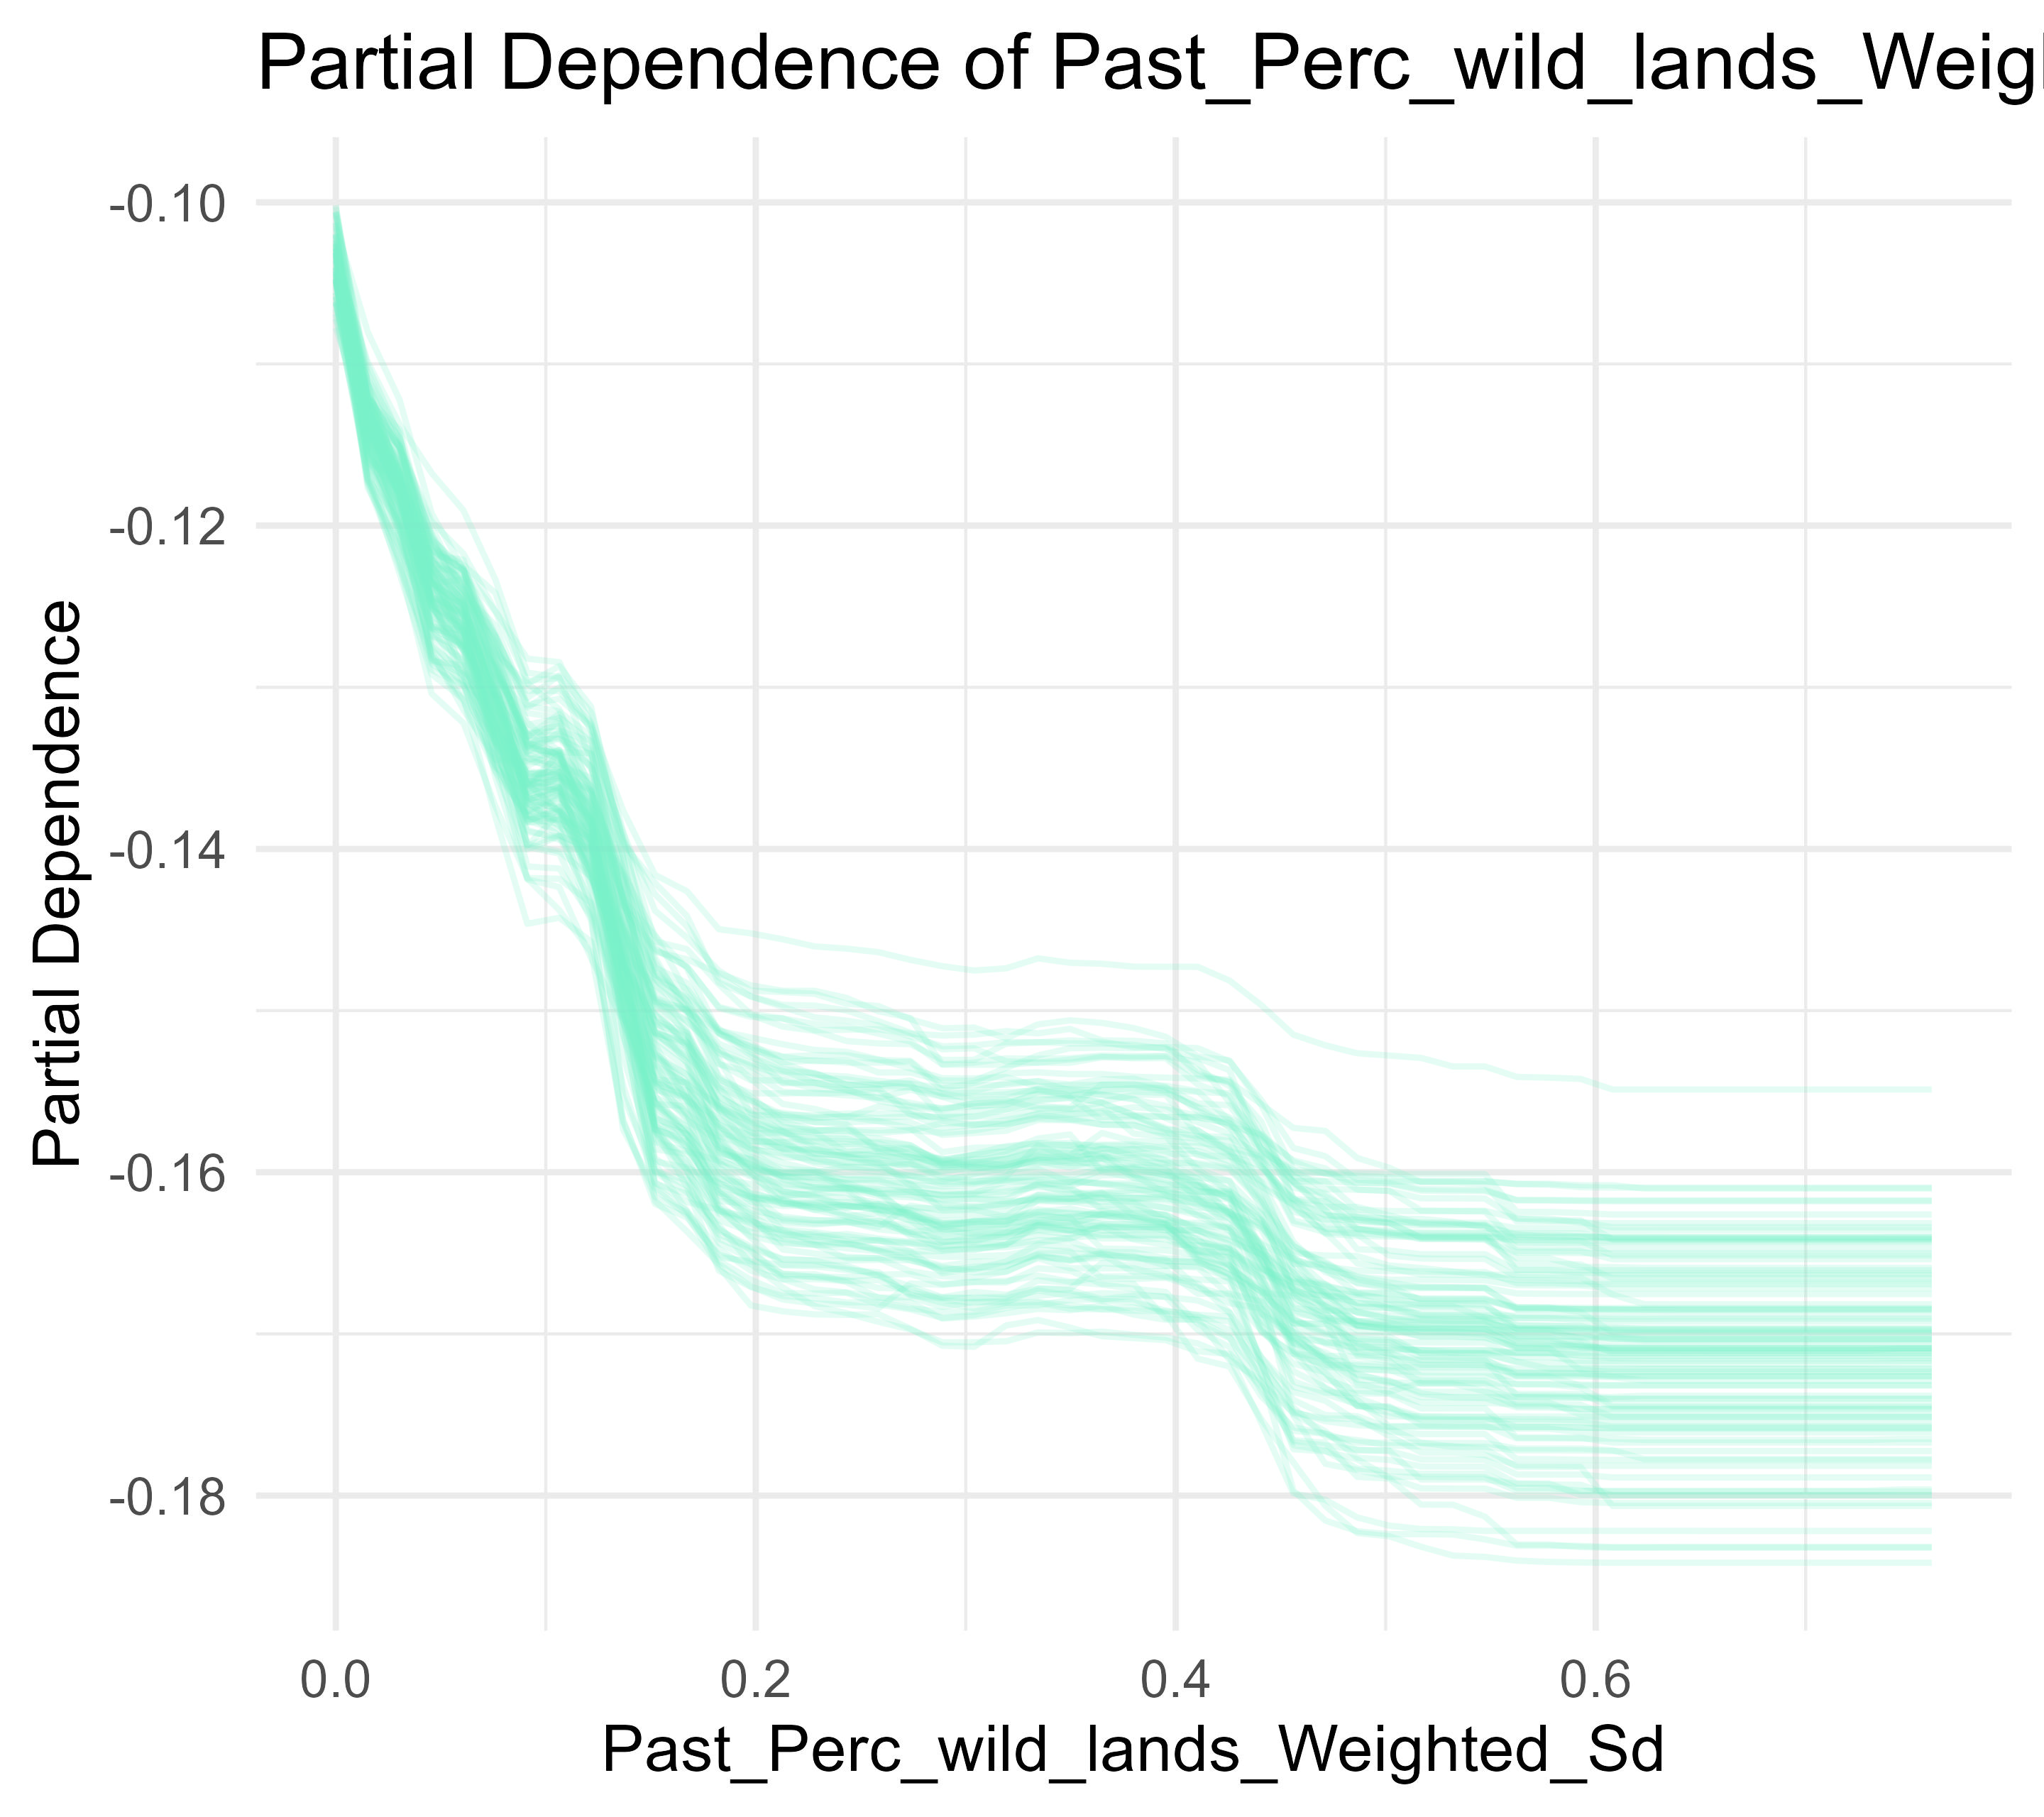 Partial Dependence of Past_Perc_wild_lands_Weig
-0.10
-0.12
-0.14
-0.16
-0.18
Partial Dependence
0.0 0.2 0.4 0.6
Past_Perc_wild_lands_Weighted_Sd